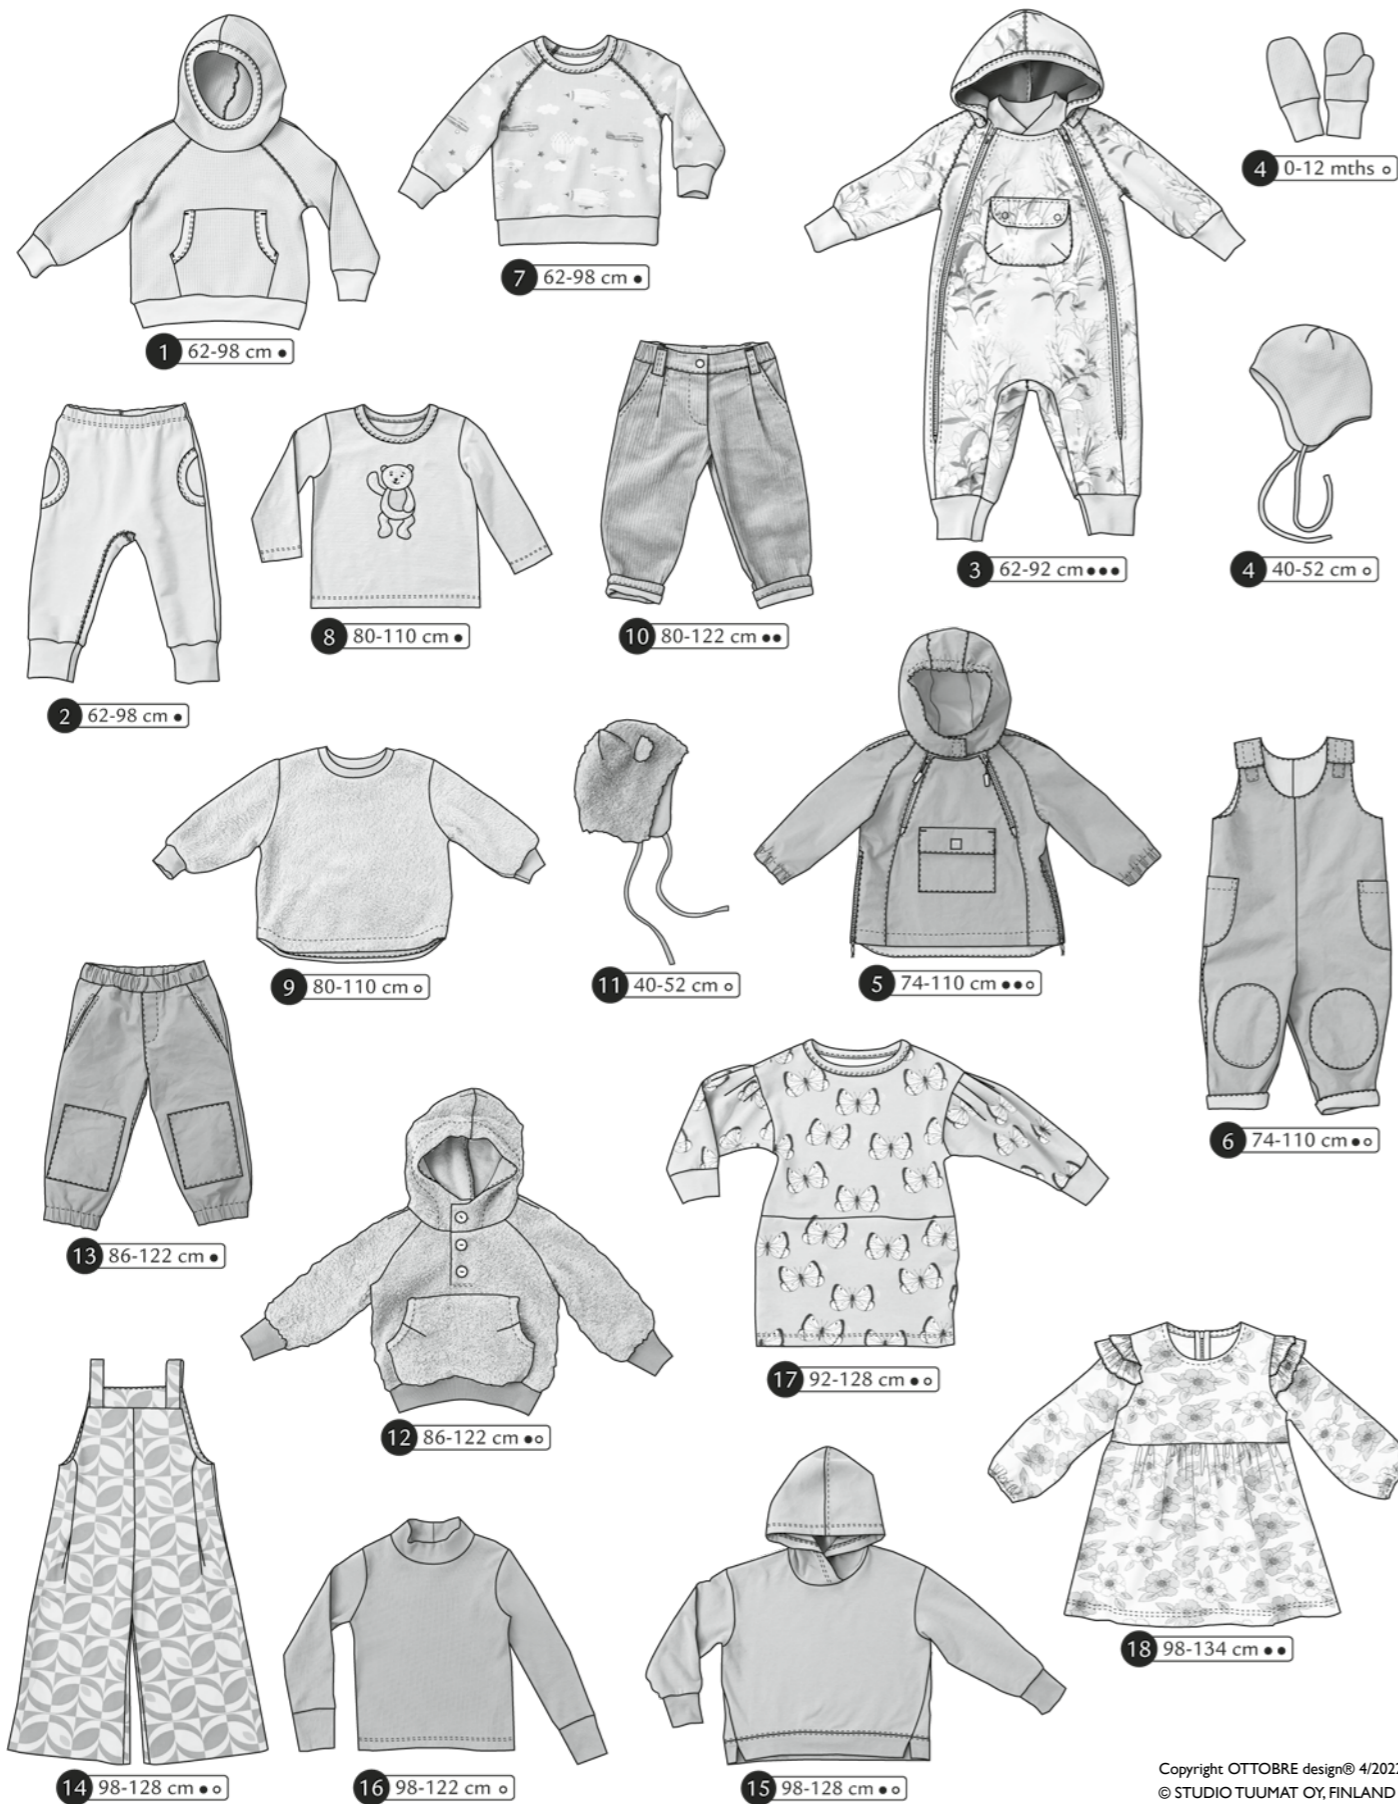 7 62-98 cm ●
4 0-12 mths ○
1 62-98 cm ●
3 62-92 cm ●●●
4 40-52 cm ○
8 80-110 cm ●
10 80-122 cm ●●
2 62-98 cm ●
9 80-110 cm ○
11 40-52 cm ○
5 74-110 cm ●●○
6 74-110 cm ●○
13 86-122 cm ●
17 92-128 cm ●○
12 86-122 cm ●○
18 98-134 cm ●●
14 98-128 cm ●○
16 98-122 cm ○
15 98-128 cm ●○
Copyright OTTOBRE design® 4/202
© STUDIO TUUMAT OY, FINLAND